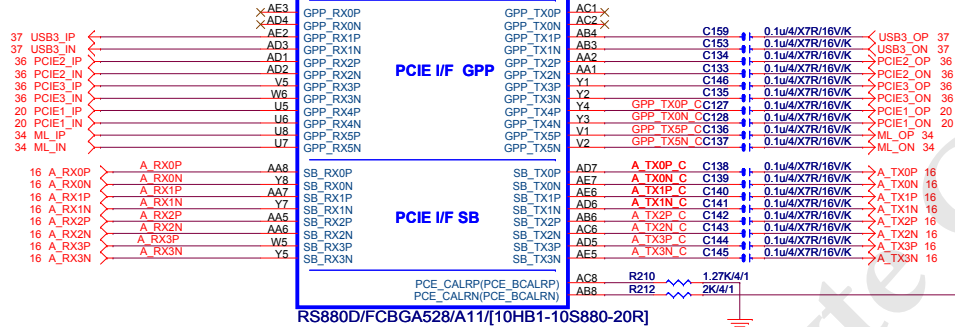 AE3 GPP_RX0P GPP_TX0P AC1
AD4 GPP_RX0N GPP_TX0N AC2
37 USB3_IP AE2 GPP_RX1P GPP_TX1P AB4 C159 0.1u/4/X7R/16V/K USB3_OP 37
37 USB3_IN AD3 GPP_RX1N GPP_TX1N AB3 C153 0.1u/4/X7R/16V/K USB3_ON 37
36 PCIE2_IP AD1 GPP_RX2P GPP_TX2P AA2 C134 0.1u/4/X7R/16V/K PCIE2_OP 36
36 PCIE2_IN AD2 GPP_RX2N PCIE I/F GPP GPP_TX2N AA1 C133 0.1u/4/X7R/16V/K PCIE2_ON 36
36 PCIE3_IP V5 GPP_RX3P GPP_TX3P Y1 C146 0.1u/4/X7R/16V/K PCIE3_OP 36
36 PCIE3_IN W6 GPP_RX3N GPP_TX3N Y2 C135 0.1u/4/X7R/16V/K PCIE3_ON 36
20 PCIE1_IP U5 GPP_RX4P GPP_TX4P Y4 GPP_TX0P_C C127 0.1u/4/X7R/16V/K PCIE1_OP 20
20 PCIE1_IN U6 GPP_RX4N GPP_TX4N Y3 GPP_TX0N_C C128 0.1u/4/X7R/16V/K PCIE1_ON 20
34 ML_IP U8 GPP_RX5P GPP_TX5P V1 GPP_TX5P_C C136 0.1u/4/X7R/16V/K ML_OP 34
34 ML_IN U7 GPP_RX5N GPP_TX5N V2 GPP_TX5N_C C137 0.1u/4/X7R/16V/K ML_ON 34
16 A_RX0P A_RX0P AA8 SB_RX0P SB_TX0P AD7 A_TX0P_C C138 0.1u/4/X7R/16V/K A_TX0P 16
16 A_RX0N A_RX0N Y8 SB_RX0N SB_TX0N AE7 A_TX0N_C C139 0.1u/4/X7R/16V/K A_TX0N 16
16 A_RX1P A_RX1P AA7 SB_RX1P SB_TX1P AE6 A_TX1P_C C140 0.1u/4/X7R/16V/K A_TX1P 16
16 A_RX1N A_RX1N Y7 SB_RX1N SB_TX1N AD6 A_TX1N_C C141 0.1u/4/X7R/16V/K A_TX1N 16
16 A_RX2P A_RX2P AA5 SB_RX2P PCIE I/F SB SB_TX2P AB6 A_TX2P_C C142 0.1u/4/X7R/16V/K A_TX2P 16
16 A_RX2N A_RX2N AA6 SB_RX2N SB_TX2N AC6 A_TX2N_C C143 0.1u/4/X7R/16V/K A_TX2N 16
16 A_RX3P A_RX3P W5 SB_RX3P SB_TX3P AD5 A_TX3P_C C144 0.1u/4/X7R/16V/K A_TX3P 16
16 A_RX3N A_RX3N Y5 SB_RX3N SB_TX3N AE5 A_TX3N_C C145 0.1u/4/X7R/16V/K A_TX3N 16
PCE_CALRP(PCE_BCALRP) AC8 R210 1.27K/4/1
PCE_CALRN(PCE_BCALRN) AB8 R212 2K/4/1
RS880D/FCBGA528/A11/[10HB1-10S880-20R]